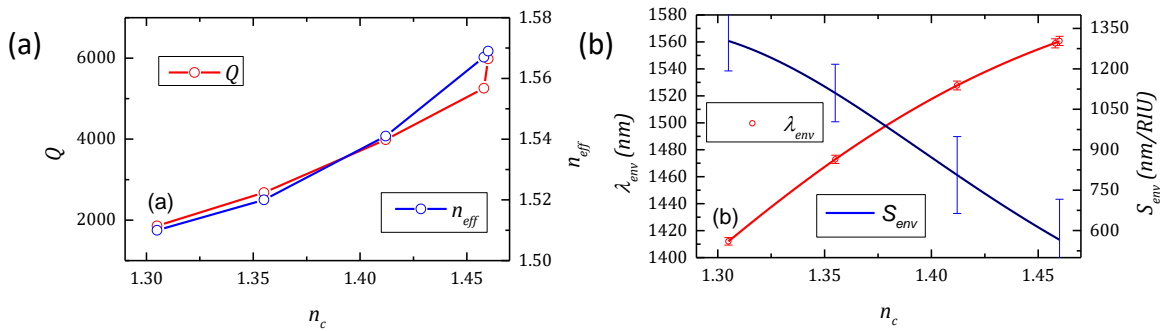 (a)
6000
4000
2000
Q
Q
n_eff
(a)
1.58
1.56
1.54
1.52
1.50
n_eff
1.30
1.35
1.40
1.45
n_c
(b)
1580
1560
1540
1520
1500
1480
1460
1440
1420
1400
λ_env (nm)
λ_env
S_env
(b)
1300
1200
1050
900
750
600
S_env (nm/RIU)
1.30
1.35
1.40
1.45
n_c